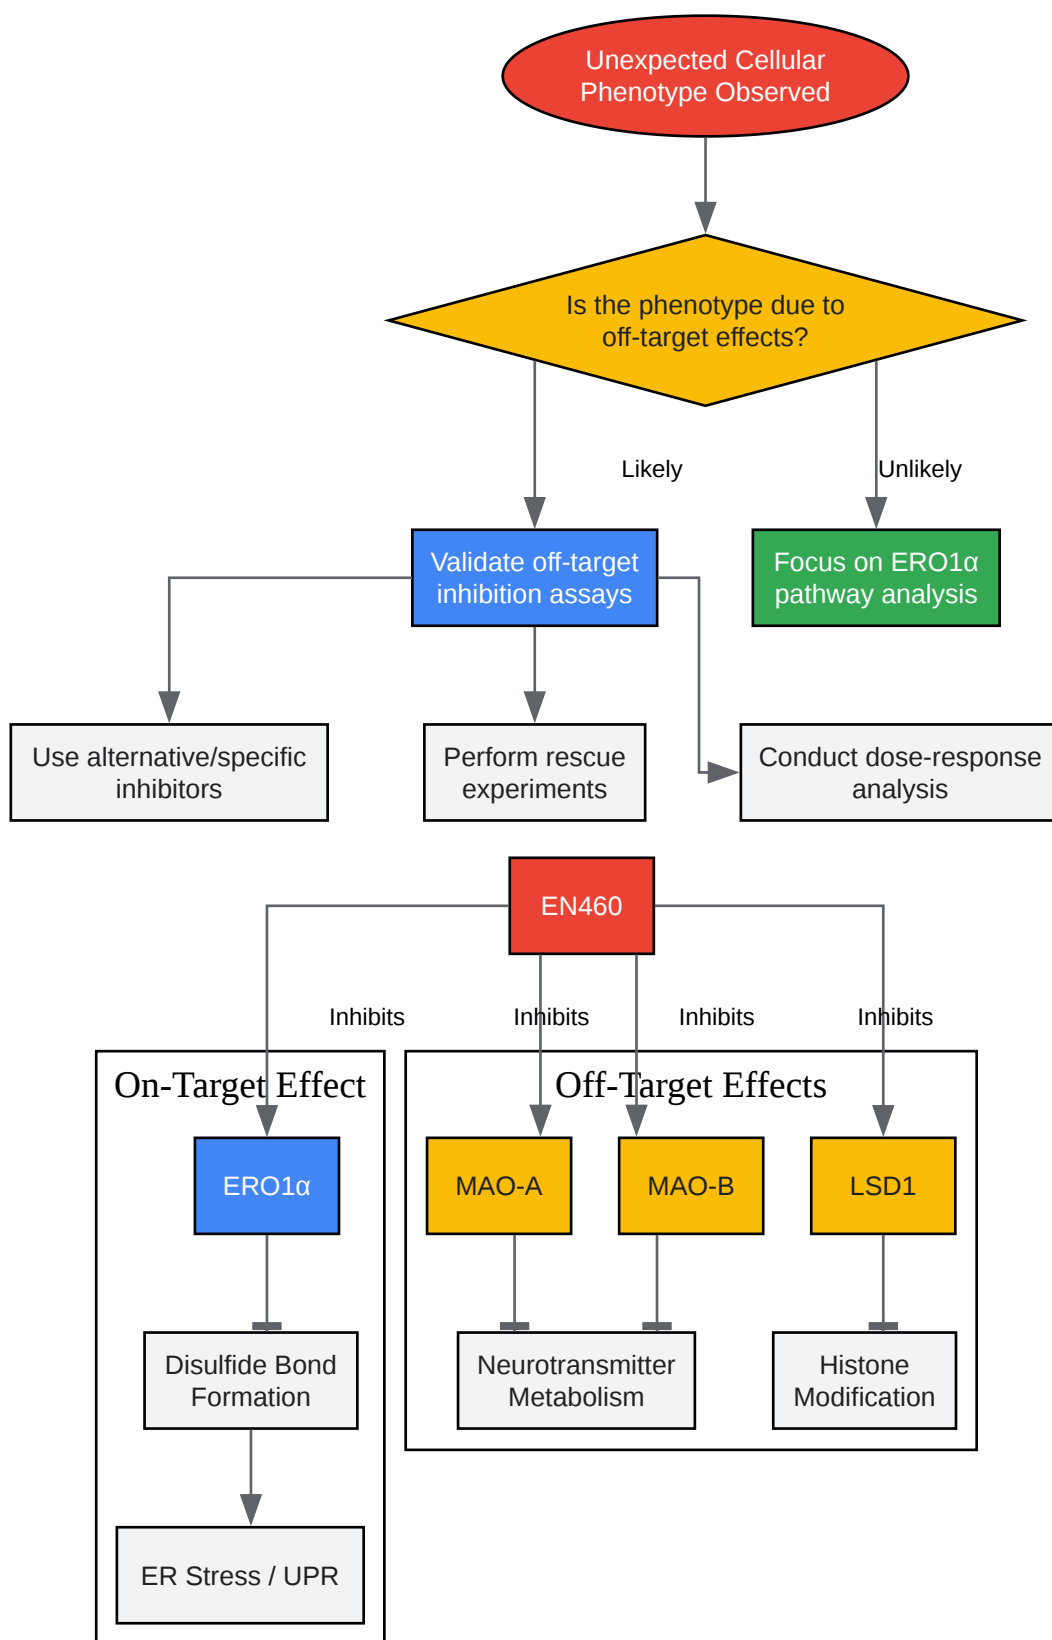 Unexpected Cellular
Phenotype Observed
Is the phenotype due to
off-target effects?
Likely
Unlikely
Validate off-target
inhibition assays
Focus on ERO1α
pathway analysis
Use alternative/specific
inhibitors
Perform rescue
experiments
Conduct dose-response
analysis
EN460
Inhibits
Inhibits
Inhibits
Inhibits
On-Target Effect
Off-Target Effects
ERO1α
MAO-A
MAO-B
LSD1
Disulfide Bond
Formation
Neurotransmitter
Metabolism
Histone
Modification
ER Stress / UPR